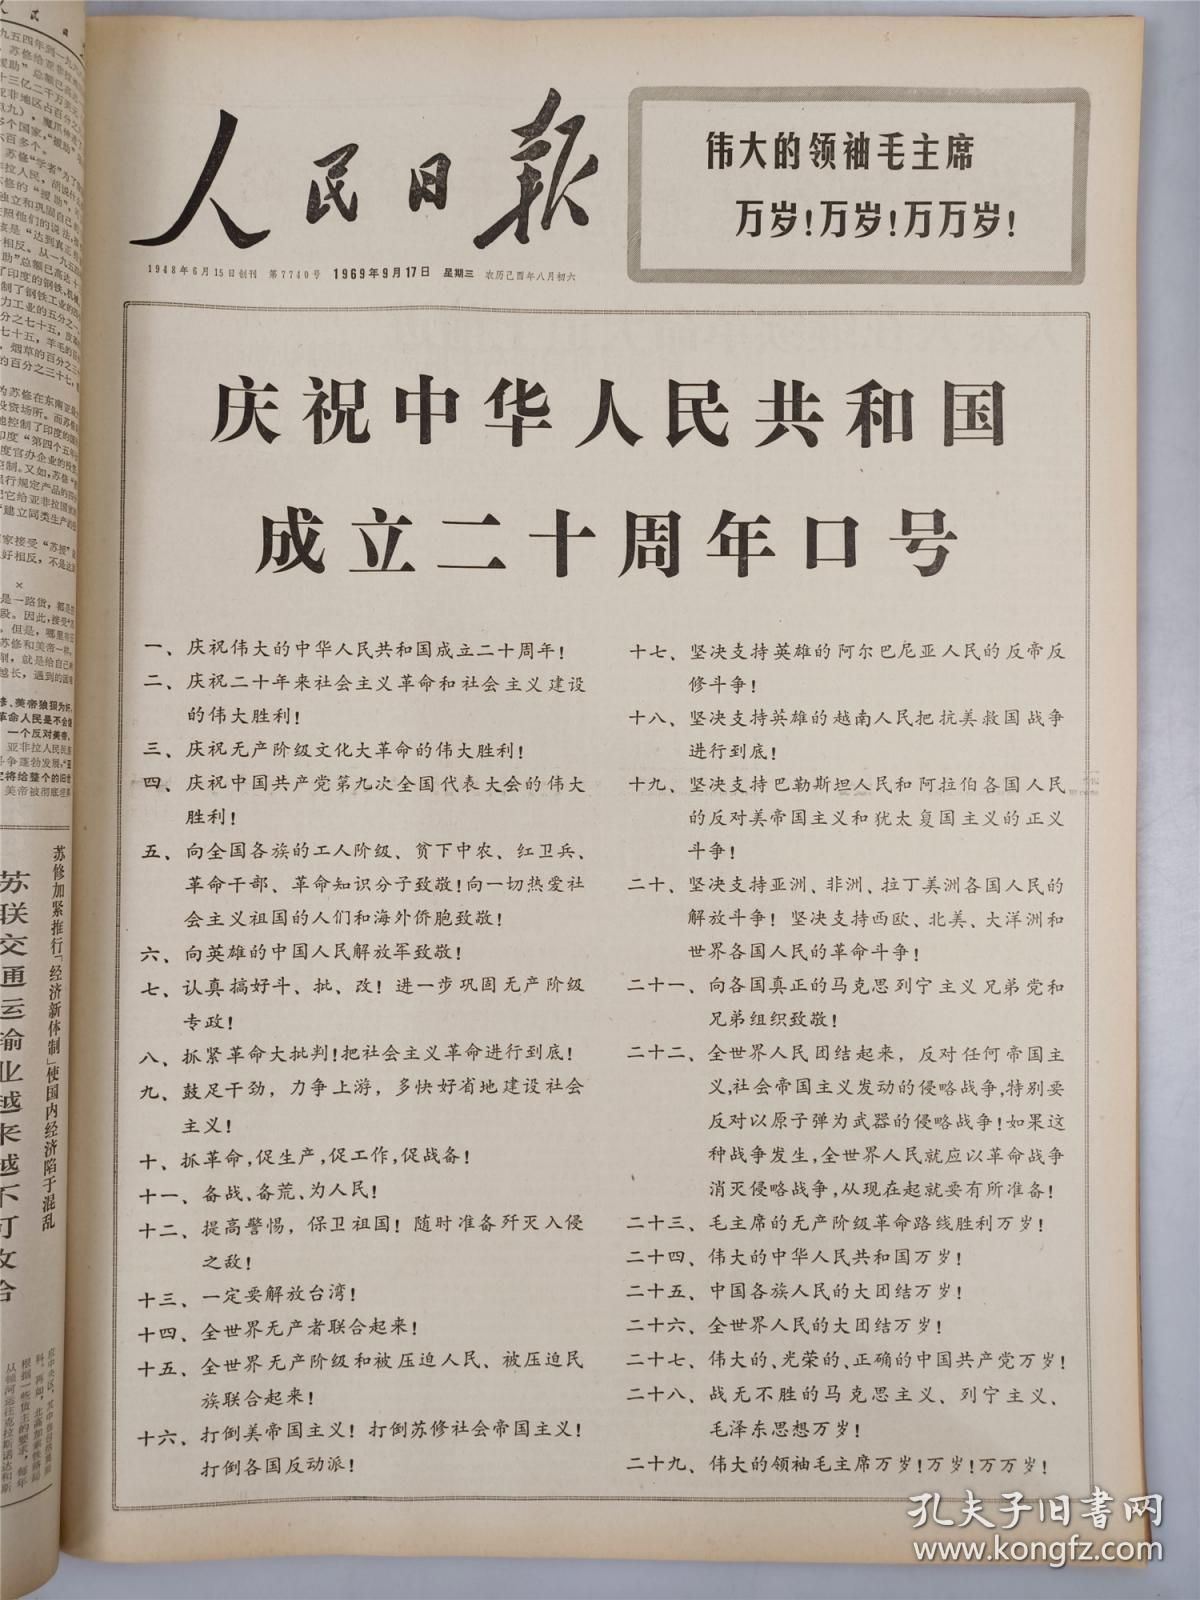 人民日报
1948年6月15日创刊 第7740号 1969年9月17日 星期三 农历己酉年八月初六
伟大的领袖毛主席
万岁！万岁！万万岁！
庆祝中华人民共和国
成立二十周年口号
一、庆祝伟大的中华人民共和国成立二十周年！
二、庆祝二十年来社会主义革命和社会主义建设
的伟大胜利！
三、庆祝无产阶级文化大革命的伟大胜利！
四、庆祝中国共产党第九次全国代表大会的伟大
胜利！
五、向全国各族的工人阶级、贫下中农、红卫兵、
革命干部、革命知识分子致敬！向一切热爱社
会主义祖国的人们和海外侨胞致敬！
六、向英雄的中国人民解放军致敬！
七、认真搞好斗、批、改！进一步巩固无产阶级
专政！
八、抓紧革命大批判！把社会主义革命进行到底！
九、鼓足干劲，力争上游，多快好省地建设社会
主义！
十、抓革命，促生产，促工作，促战备！
十一、备战、备荒、为人民！
十二、提高警惕，保卫祖国！随时准备歼灭入侵
之敌！
十三、一定要解放台湾！
十四、全世界无产者联合起来！
十五、全世界无产阶级和被压迫人民、被压迫民
族联合起来！
十六、打倒美帝国主义！打倒苏修社会帝国主义！
打倒各国反动派！
十七、坚决支持英雄的阿尔巴尼亚人民的反帝反
修斗争！
十八、坚决支持英雄的越南人民把抗美救国战争
进行到底！
十九、坚决支持巴勒斯坦人民和阿拉伯各国人民
的反对美帝国主义和犹太复国主义的正义
斗争！
二十、坚决支持亚洲、非洲、拉丁美洲各国人民的
解放斗争！坚决支持西欧、北美、大洋洲和
世界各国人民的革命斗争！
二十一、向各国真正的马克思列宁主义兄弟党和
兄弟组织致敬！
二十二、全世界人民团结起来，反对任何帝国主
义，社会帝国主义发动的侵略战争，特别要
反对以原子弹为武器的侵略战争！如果这
种战争发生，全世界人民就应以革命战争
消灭侵略战争，从现在起就要有所准备！
二十三、毛主席的无产阶级革命路线胜利万岁！
二十四、伟大的中华人民共和国万岁！
二十五、中国各族人民的大团结万岁！
二十六、全世界人民的大团结万岁！
二十七、伟大的、光荣的、正确的中国共产党万岁！
二十八、战无不胜的马克思主义、列宁主义、
毛泽东思想万岁！
二十九、伟大的领袖毛主席万岁！万岁！万万岁！
苏修加紧推行「经济新体制」使国内经济陷于混乱
苏联交通运输业越来越不可收拾
孔夫子旧书网
www.kongfz.com